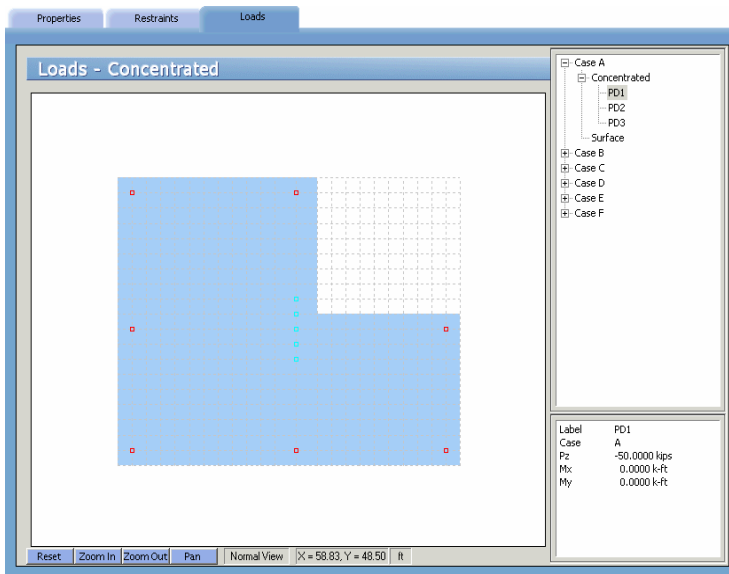 Properties Restraints Loads
Loads - Concentrated
Case A
Concentrated
PD1
PD2
PD3
Surface
Case B
Case C
Case D
Case E
Case F
Label PD1
Case A
Pz -50.0000 kips
Mx 0.0000 k-ft
My 0.0000 k-ft
Reset Zoom In Zoom Out Pan Normal View X = 58.83, Y = 48.50 ft